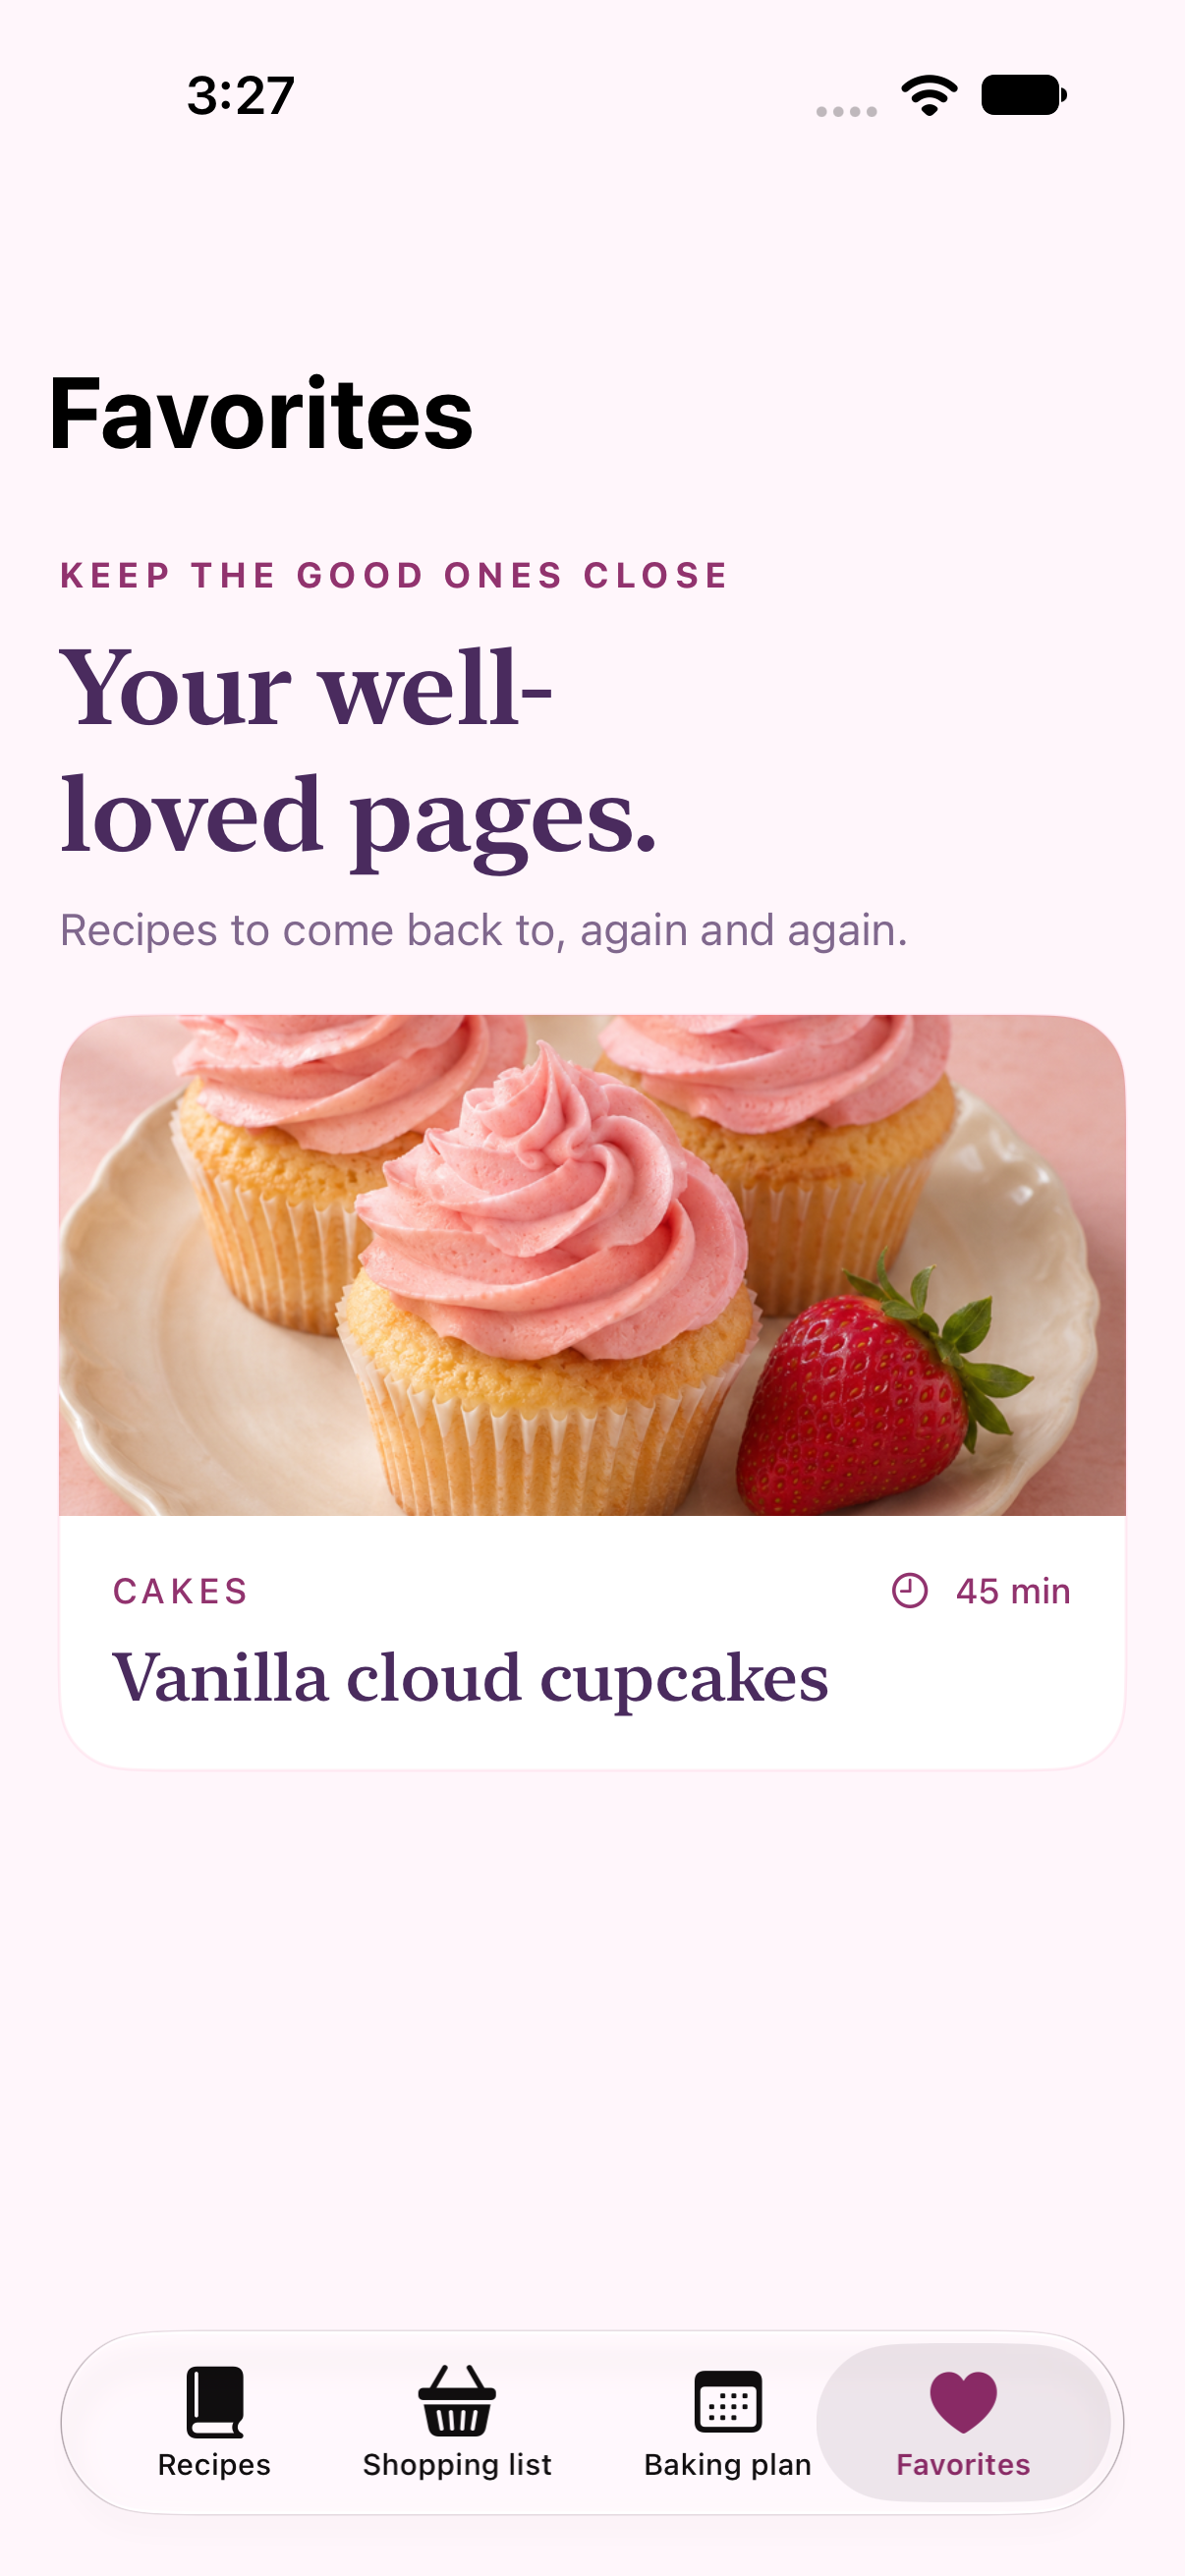 3:27
Favorites
KEEP THE GOOD ONES CLOSE
Your well-
loved pages.
Recipes to come back to, again and again.
CAKES 45 min
Vanilla cloud cupcakes
Recipes Shopping list Baking plan Favorites